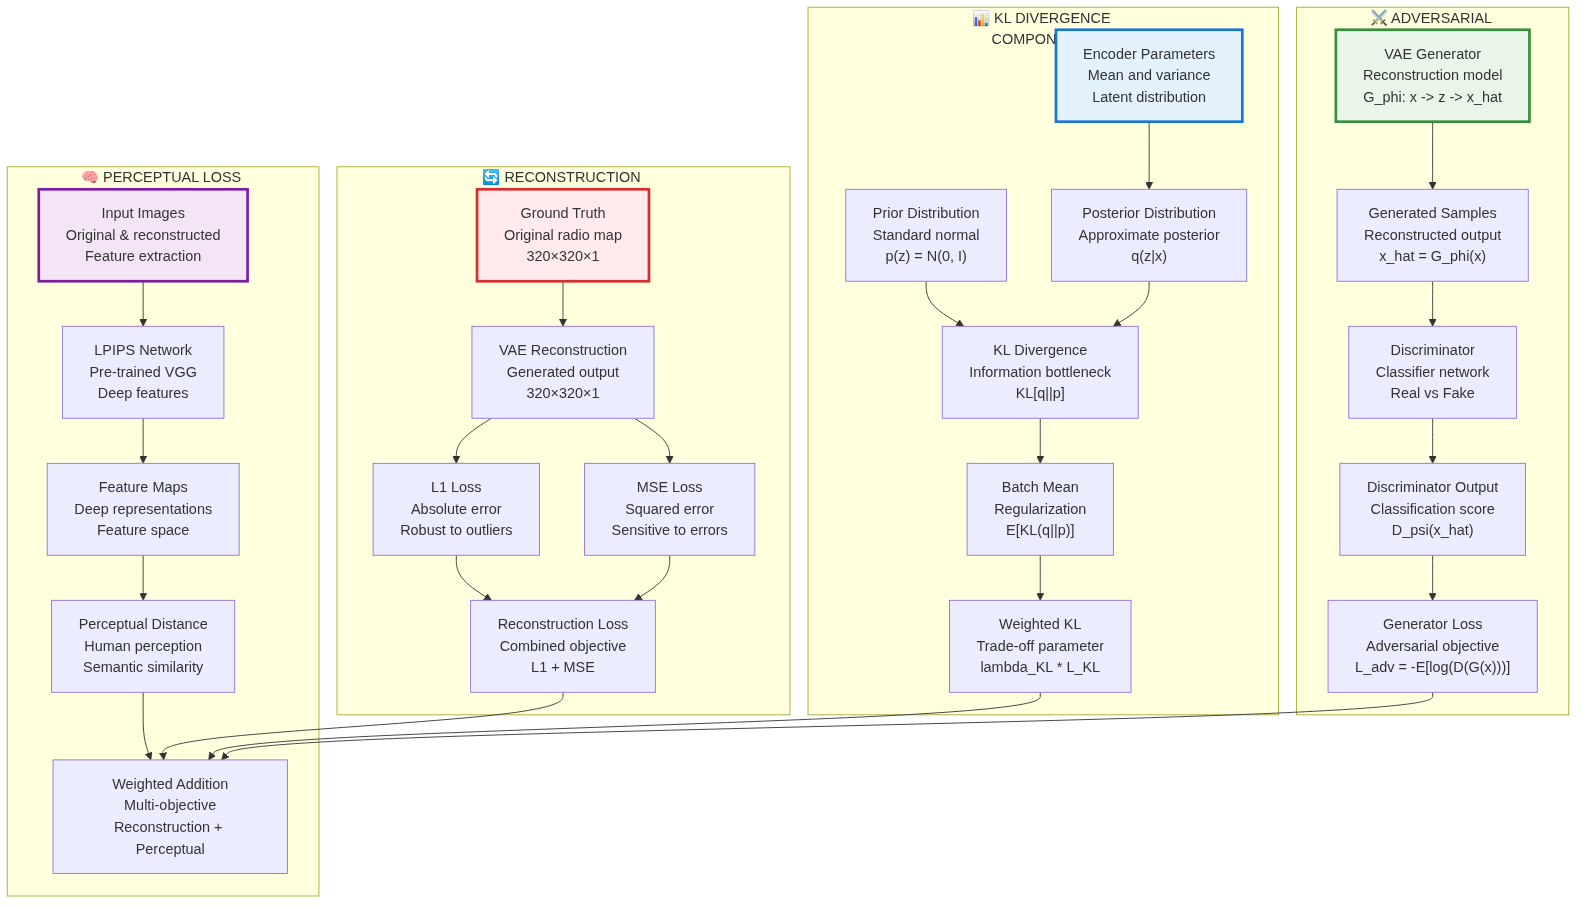 🧠 PERCEPTUAL LOSS
Input Images
Original & reconstructed
Feature extraction
LPIPS Network
Pre-trained VGG
Deep features
Feature Maps
Deep representations
Feature space
Perceptual Distance
Human perception
Semantic similarity
Weighted Addition
Multi-objective
Reconstruction +
Perceptual
🔄 RECONSTRUCTION
Ground Truth
Original radio map
320×320×1
VAE Reconstruction
Generated output
320×320×1
L1 Loss
Absolute error
Robust to outliers
MSE Loss
Squared error
Sensitive to errors
Reconstruction Loss
Combined objective
L1 + MSE
📊 KL DIVERGENCE
Encoder Parameters
Mean and variance
Latent distribution
Prior Distribution
Standard normal
p(z) = N(0, I)
Posterior Distribution
Approximate posterior
q(z|x)
KL Divergence
Information bottleneck
KL[q||p]
Batch Mean
Regularization
E[KL(q||p)]
Weighted KL
Trade-off parameter
lambda_KL * L_KL
⚔️ ADVERSARIAL
VAE Generator
Reconstruction model
G_phi: x -> z -> x_hat
Generated Samples
Reconstructed output
x_hat = G_phi(x)
Discriminator
Classifier network
Real vs Fake
Discriminator Output
Classification score
D_psi(x_hat)
Generator Loss
Adversarial objective
L_adv = -E[log(D(G(x)))]